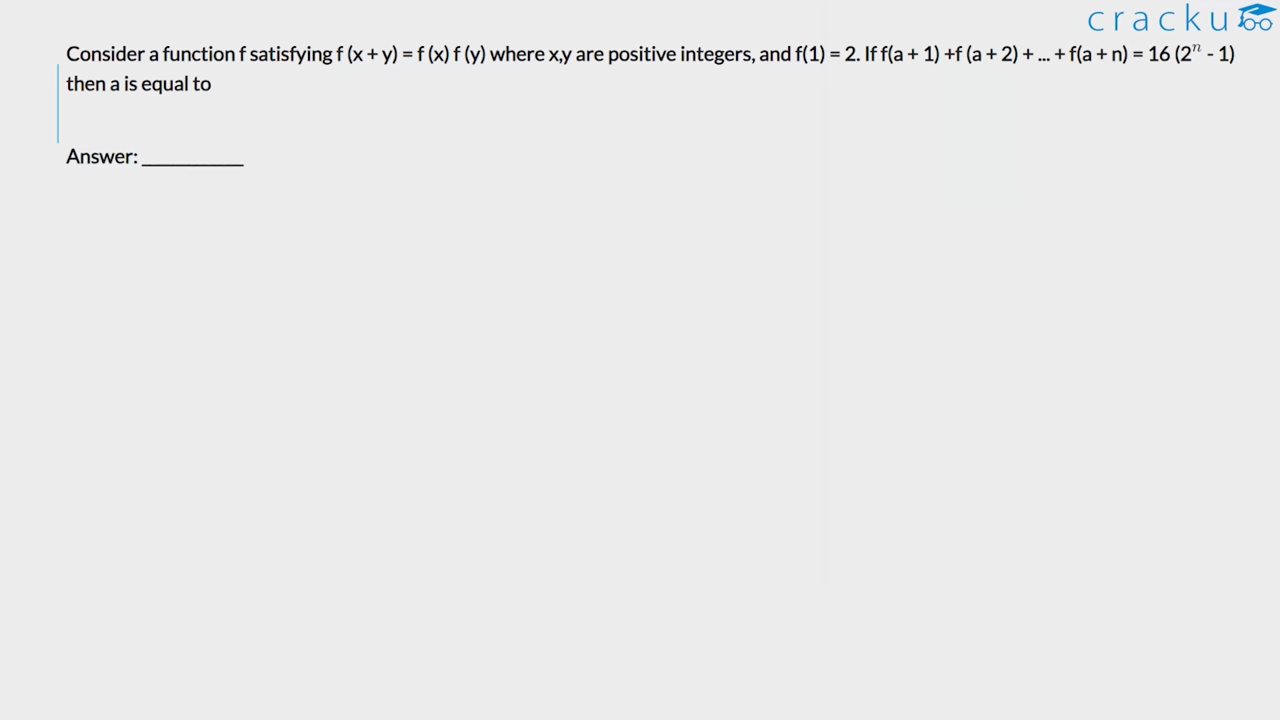 cracku
Consider a function f satisfying f (x + y) = f (x) f (y) where x,y are positive integers, and f(1) = 2. If f(a + 1) +f (a + 2) + ... + f(a + n) = 16 (2ⁿ - 1)
then a is equal to
Answer: __________